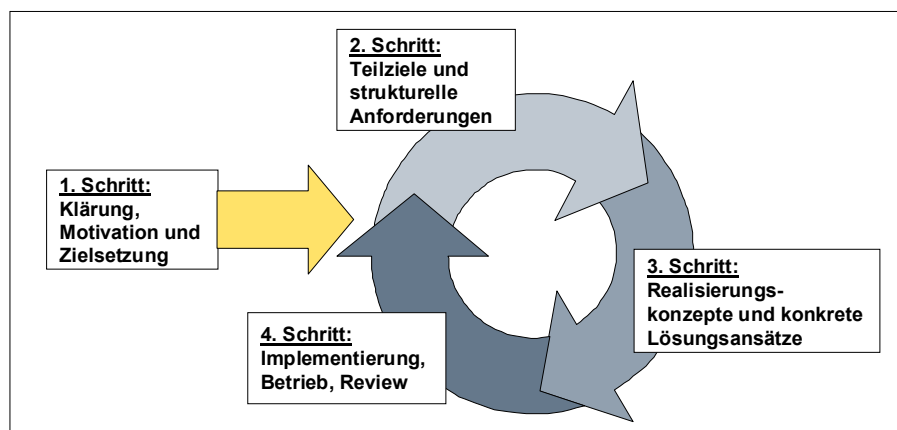 1. Schritt:
Klärung,
Motivation und
Zielsetzung
2. Schritt:
Teilziele und
strukturelle
Anforderungen
3. Schritt:
Realisierungs-
konzepte und konkrete
Lösungsansätze
4. Schritt:
Implementierung,
Betrieb, Review